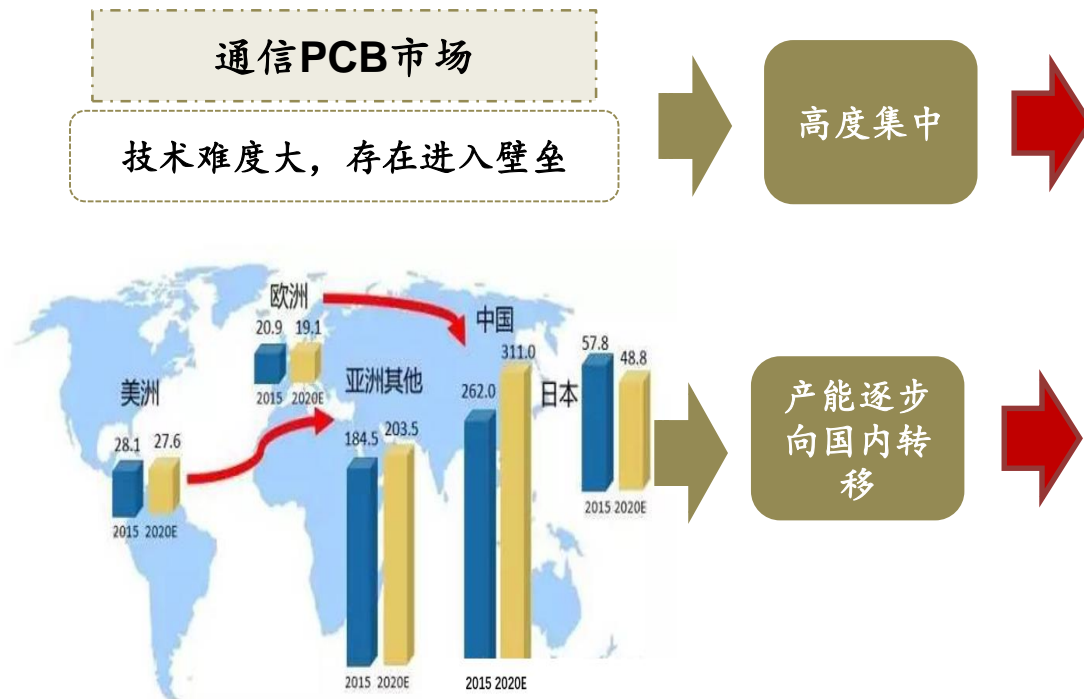 通信PCB市场
技术难度大，存在进入壁垒
高度集中
欧洲
20.9 19.1
2015 2020E
中国
262.0 311.0
2015 2020E
日本
57.8 48.8
2015 2020E
亚洲其他
184.5 203.5
2015 2020E
美洲
28.1 27.6
2015 2020E
产能逐步
向国内转
移